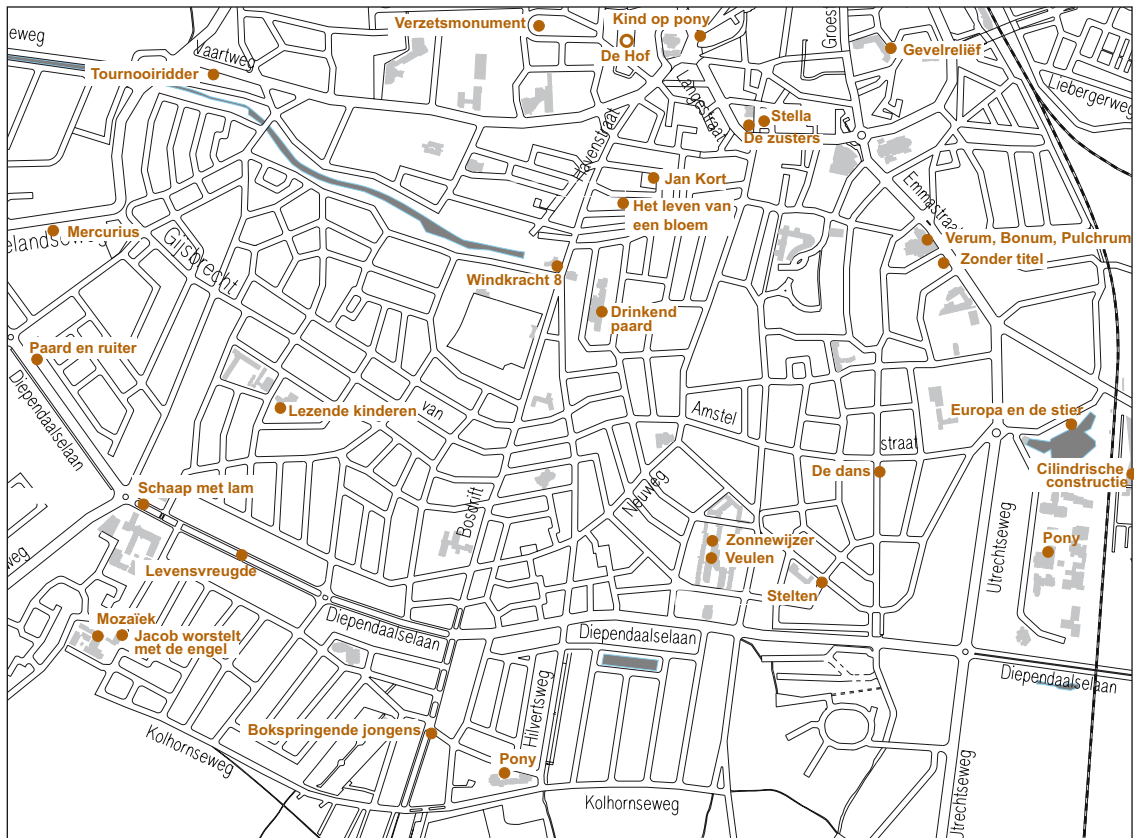 Verzetsmonument
Kind op pony
De Hof
Groest
Gevelreliëf
eweg
Vaartweg
Tournooiridder
Langestraat
Liebergerweg
Stella
De zusters
Havenstraat
Jan Kort
Het leven van
een bloem
Emmastraat
Mercurius
elandseweg
Gijsbrecht
Verum, Bonum, Pulchrum
Zonder titel
Windkracht 8
Drinkend
paard
Paard en ruiter
Diependaalselaan
Lezende kinderen
van
Amstel
straat
Europa en de stier
De dans
Cilindrische
constructie
Schaap met lam
Bosdrift
Neuweg
Utrechtseweg
Zonnewijzer
Veulen
Pony
Levensvreugde
Stelten
weg
Mozaïek
Jacob worstelt
met de engel
Diependaalselaan
Diependaalselaan
Diependaalselaan
Hilvertsweg
Bokspringende jongens
Kolhornseweg
Pony
Kolhornseweg
Utrechtseweg